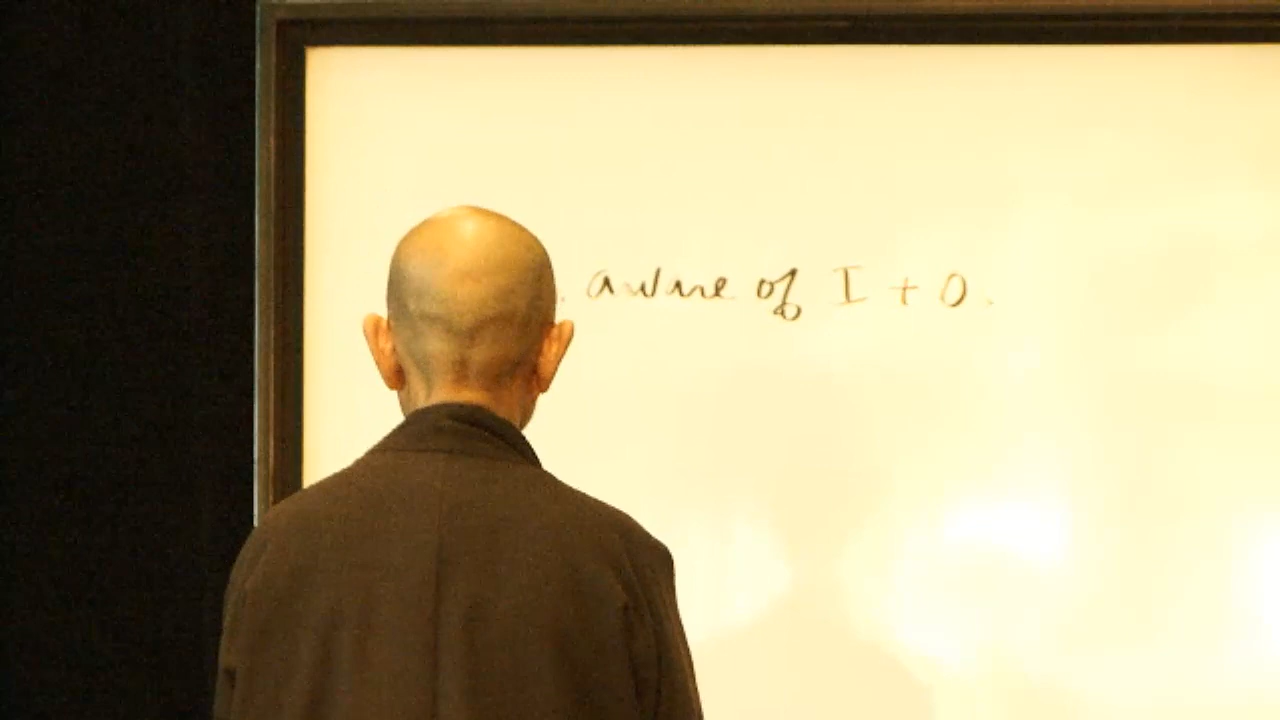 . aware of I + O.